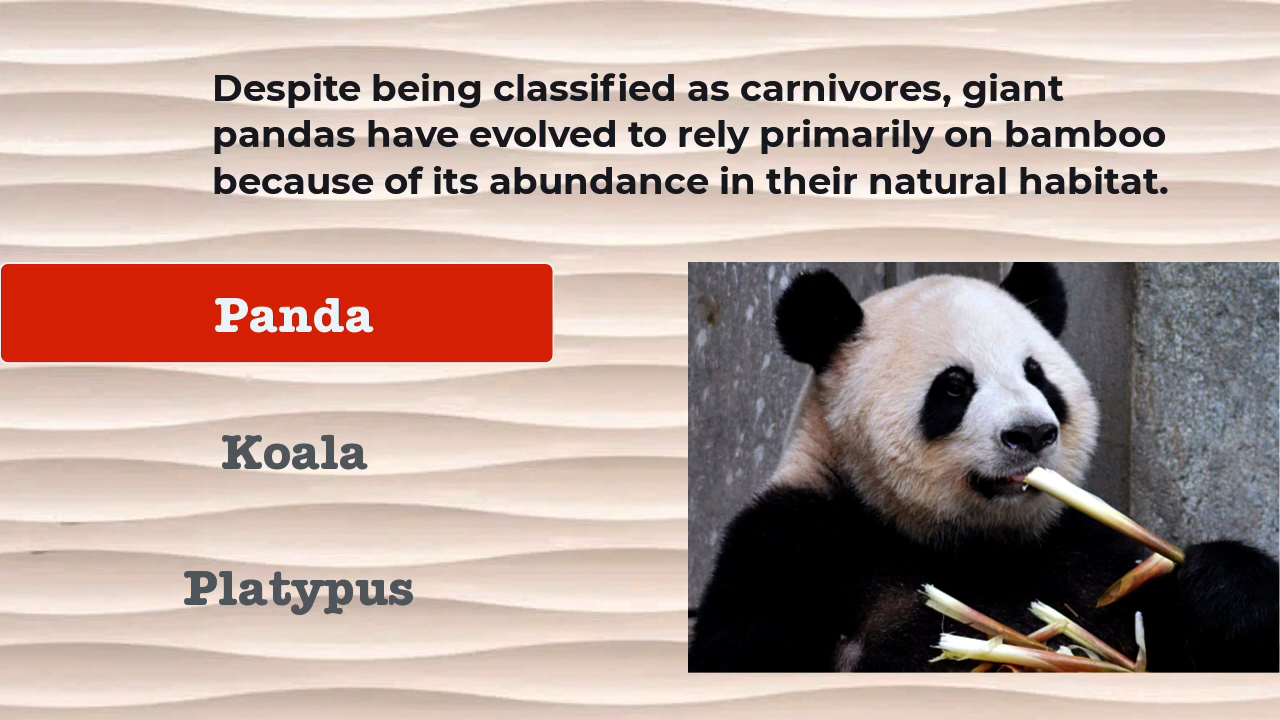 Despite being classified as carnivores, giant
pandas have evolved to rely primarily on bamboo
because of its abundance in their natural habitat.
Panda
Koala
Platypus